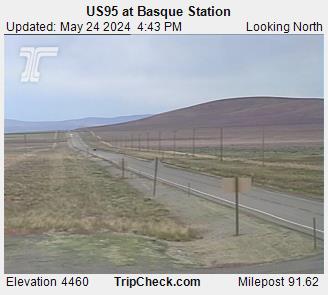 US95 at Basque Station
Updated: May 24 2024 4:43 PM Looking North
Elevation 4460 TripCheck.com Milepost 91.62